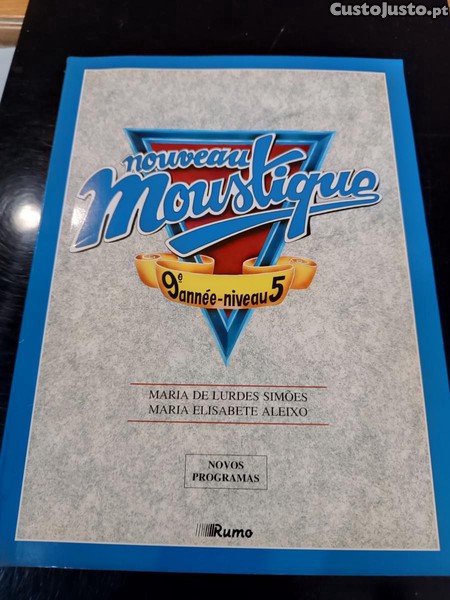 CustoJusto.pt
nouveau
Moustique
9e année-niveau 5
MARIA DE LURDES SIMÕES
MARIA ELISABETE ALEIXO
NOVOS
PROGRAMAS
Rumo